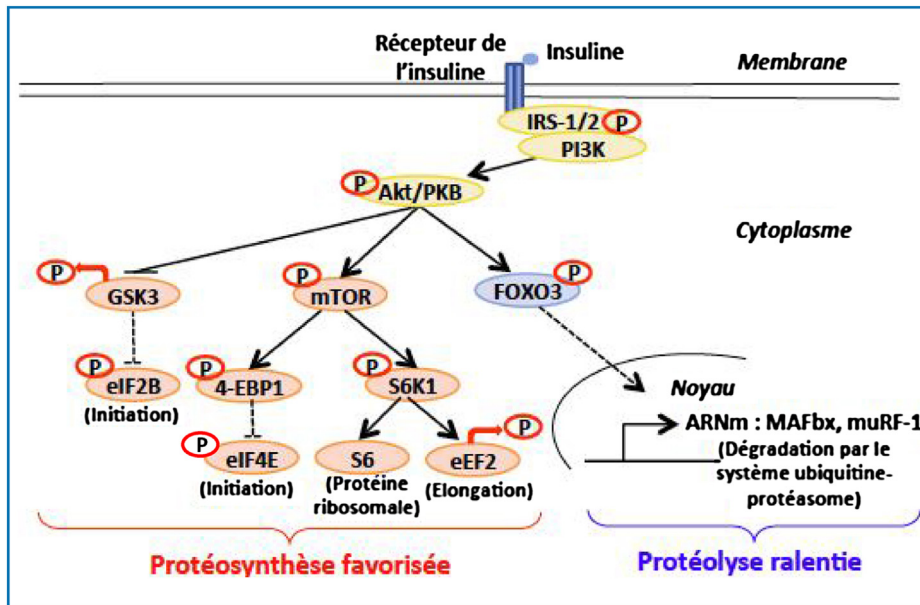 Récepteur de
l'insuline
Insuline
Membrane
IRS-1/2 P
PI3K
P
Akt/PKB
Cytoplasme
P
GSK3
P
mTOR
P
FOXO3
P
eIF2B
(Initiation)
P
4-EBP1
P
S6K1
Noyau
ARNm : MAFbx, muRF-1
(Dégradation par le
système ubiquitine-
protéasome)
P
eIF4E
(Initiation)
S6
(Protéine
ribosomale)
P
eEF2
(Elongation)
Protéosynthèse favorisée
Protéolyse ralentie